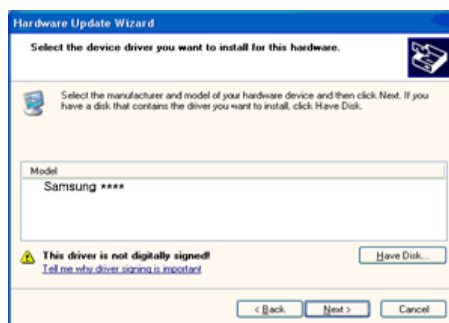 Hardware Update Wizard
Select the device driver you want to install for this hardware.
Select the manufacturer and model of your hardware device and then click Next. If you
have a disk that contains the driver you want to install, click Have Disk.
Model
Samsung ****
This driver is not digitally signed!
Tell me why driver signing is important
Have Disk...
< Back
Next >
Cancel